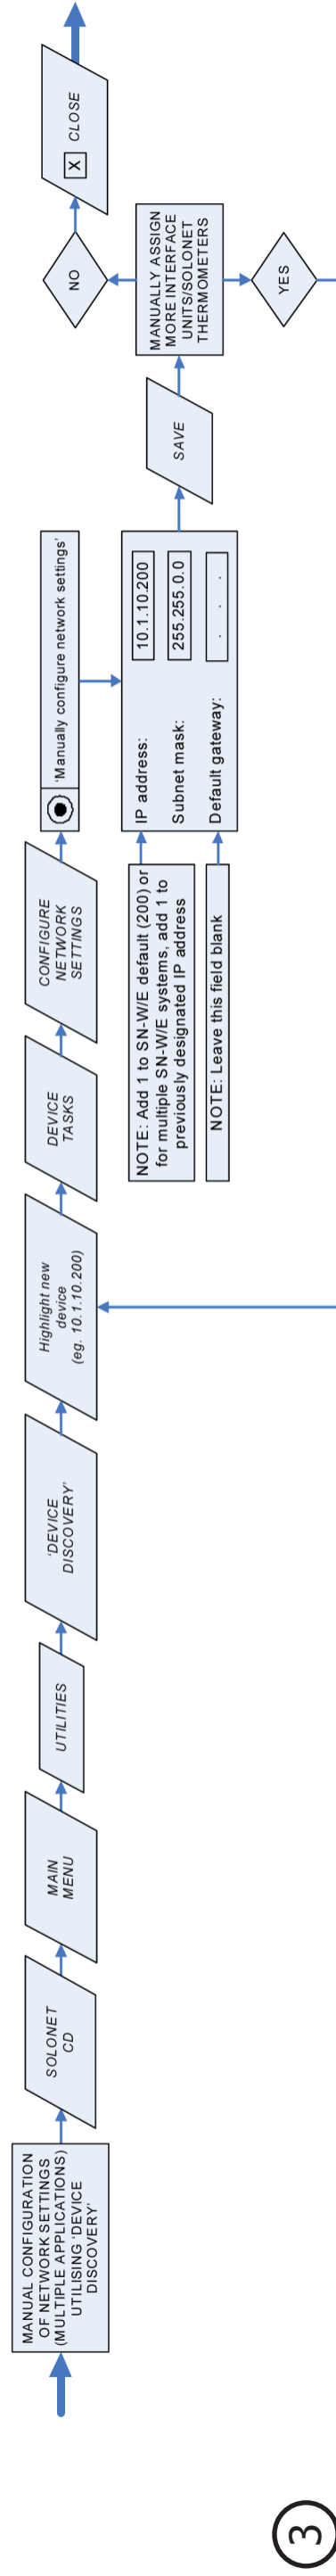 3
MANUAL CONFIGURATION
OF NETWORK SETTINGS
(MULTIPLE APPLICATIONS)
UTILISING ‘DEVICE
DISCOVERY’
SOLONET
CD
MAIN
MENU
UTILITIES
‘DEVICE
DISCOVERY’
Highlight new
device
(eg. 10.1.10.200)
DEVICE
TASKS
CONFIGURE
NETWORK
SETTINGS
‘Manually configure network settings’
NOTE: Add 1 to SN-W/E default (200) or
for multiple SN-W/E systems, add 1 to
previously designated IP address
NOTE: Leave this field blank
IP address: 10.1.10.200
Subnet mask: 255.255.0.0
Default gateway: . . .
SAVE
MANUALLY ASSIGN
MORE INTERFACE
UNITS/SOLONET
THERMOMETERS
NO
YES
X CLOSE